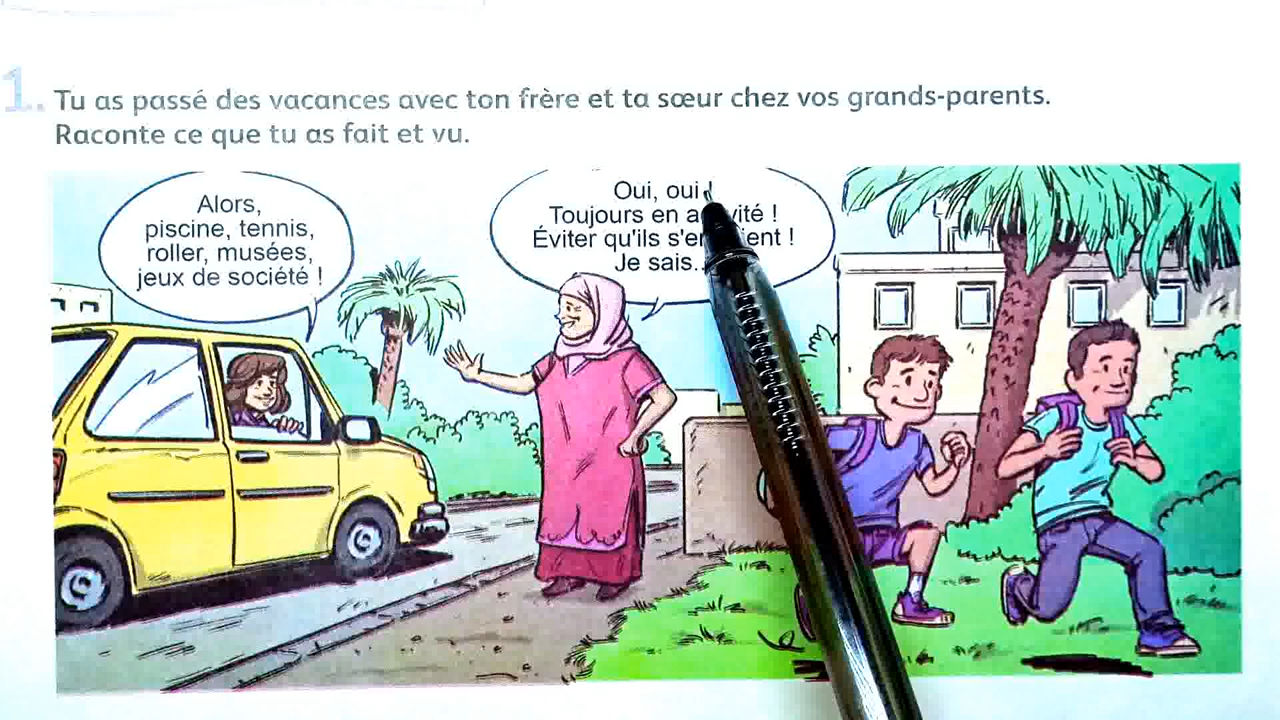 1. Tu as passé des vacances avec ton frère et ta sœur chez vos grands-parents.
Raconte ce que tu as fait et vu.
Alors,
piscine, tennis,
roller, musées,
jeux de société !
Oui, oui !
Toujours en !
Éviter qu'ils !
Je sais..